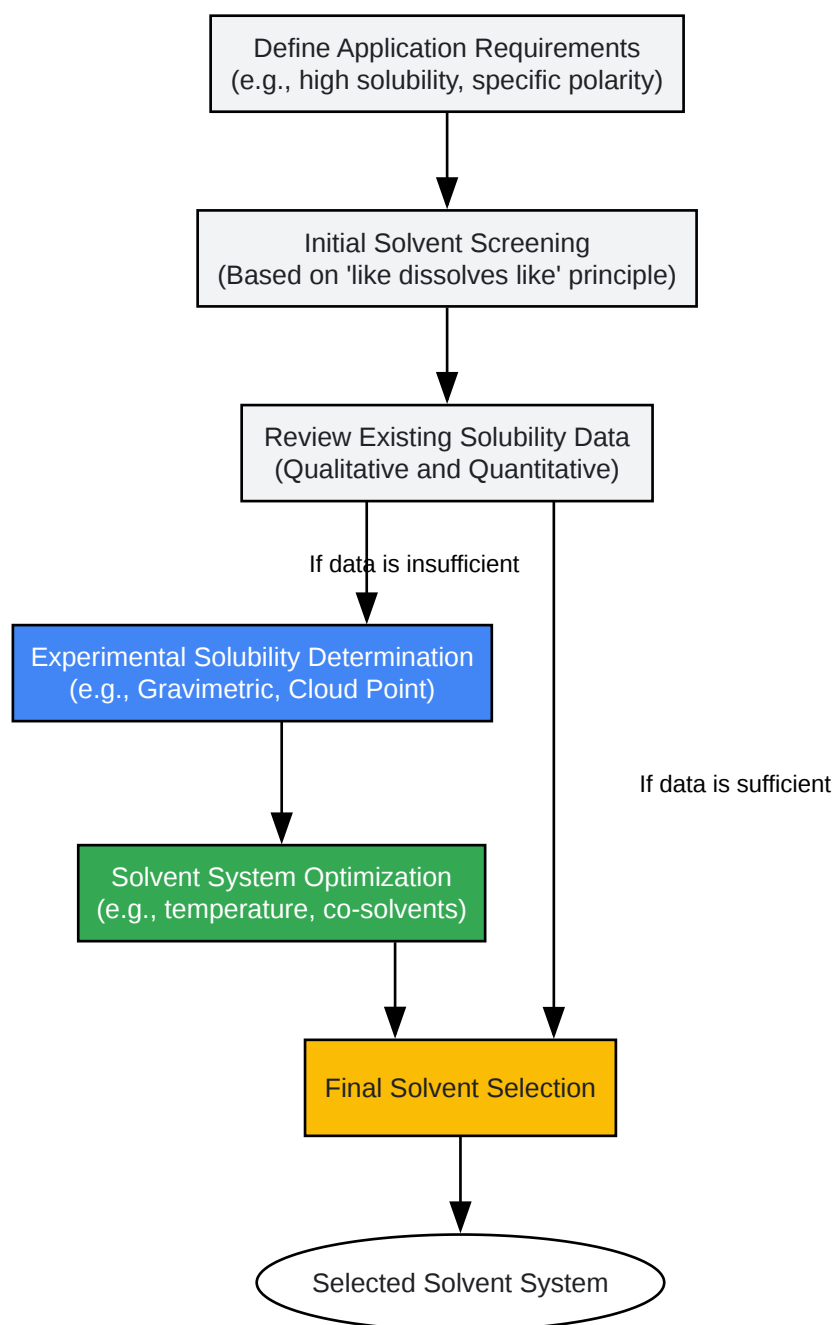 Define Application Requirements
(e.g., high solubility, specific polarity)
Initial Solvent Screening
(Based on 'like dissolves like' principle)
Review Existing Solubility Data
(Qualitative and Quantitative)
If data is insufficient
Experimental Solubility Determination
(e.g., Gravimetric, Cloud Point)
If data is sufficient
Solvent System Optimization
(e.g., temperature, co-solvents)
Final Solvent Selection
Selected Solvent System